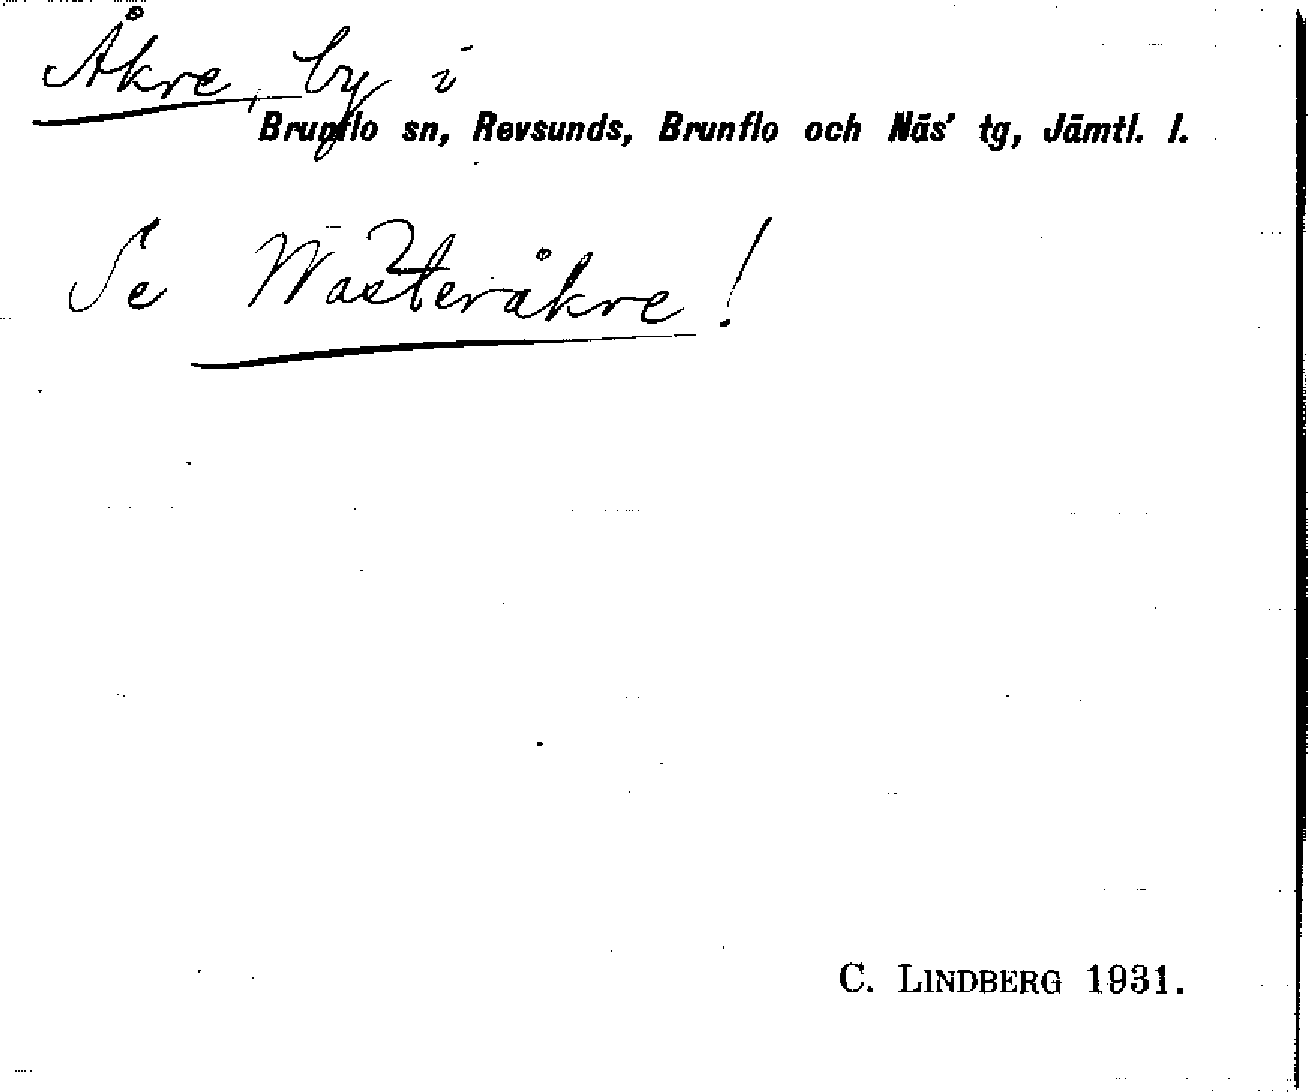 Åkre, by i
Brunflo sn, Revsunds, Brunflo och Näs' tg, Jämtl. l.
Se Västeråkre!
C. LINDBERG 1931.